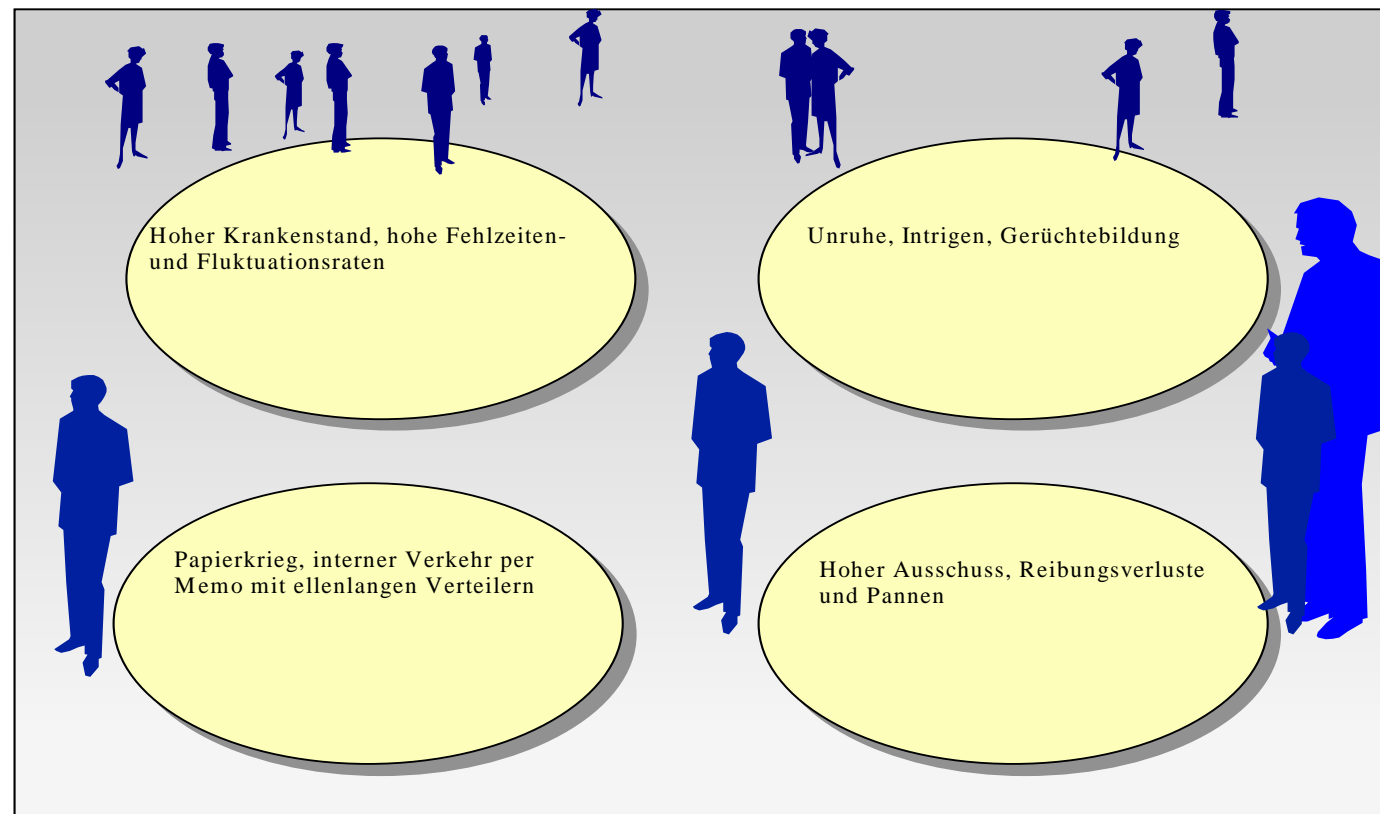 Hoher Krankenstand, hohe Fehlzeiten-
und Fluktuationsraten
Unruhe, Intrigen, Gerüchtebildung
Papierkrieg, interner Verkehr per
Memo mit ellenlangen Verteilern
Hoher Ausschuss, Reibungsverluste
und Pannen